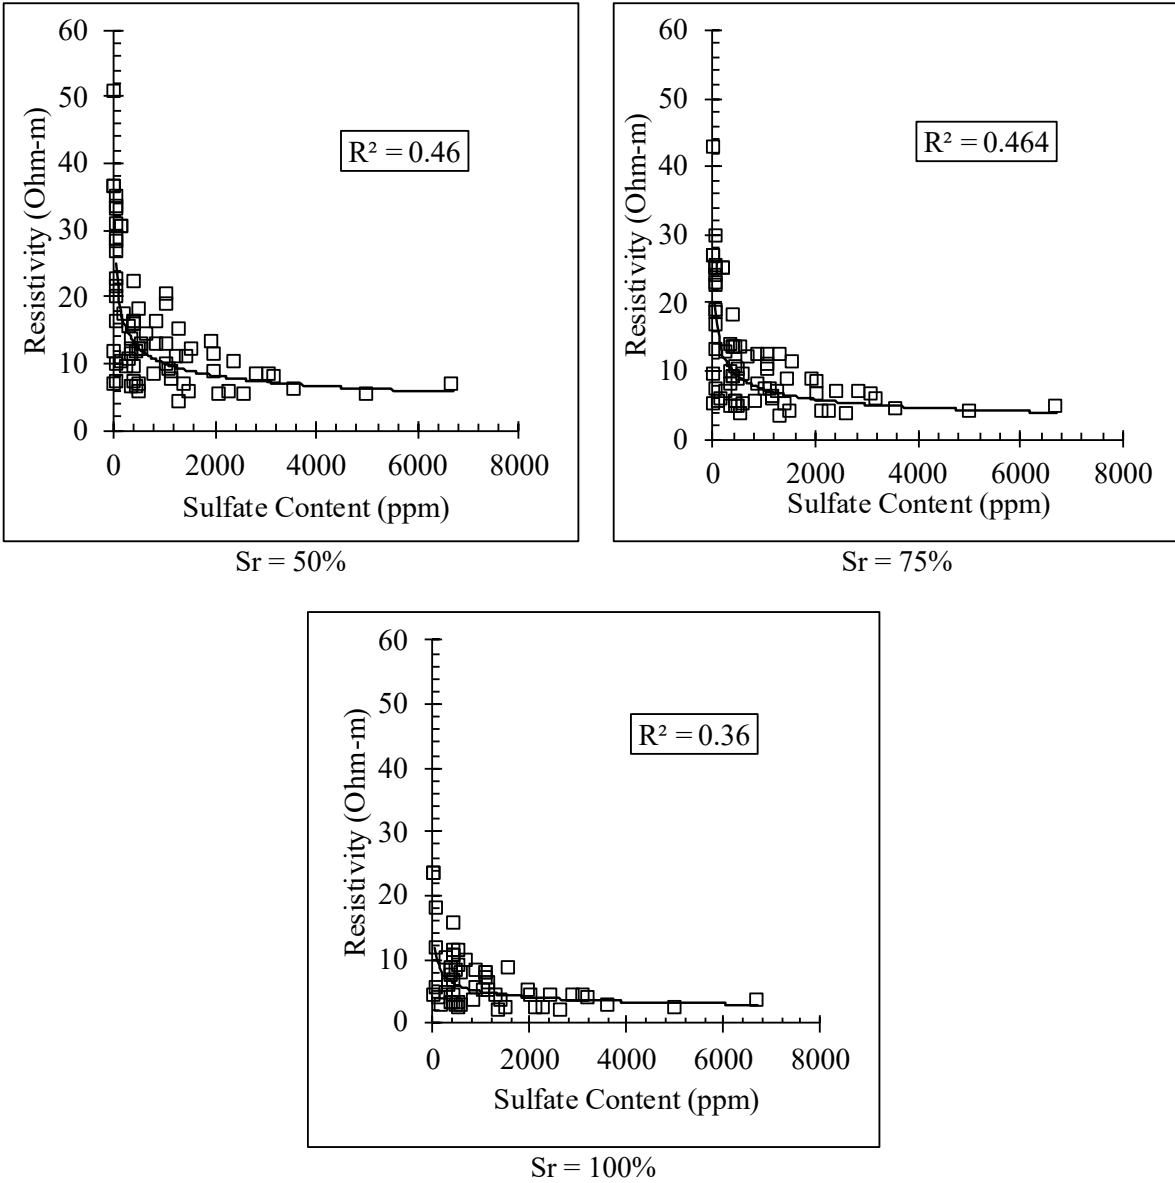 60
50
40
30
20
10
0
Resistivity (Ohm-m)
R² = 0.46
0 2000 4000 6000 8000
Sulfate Content (ppm)
Sr = 50%
60
50
40
30
20
10
0
Resistivity (Ohm-m)
R² = 0.464
0 2000 4000 6000 8000
Sulfate Content (ppm)
Sr = 75%
60
50
40
30
20
10
0
Resistivity (Ohm-m)
R² = 0.36
0 2000 4000 6000 8000
Sulfate Content (ppm)
Sr = 100%